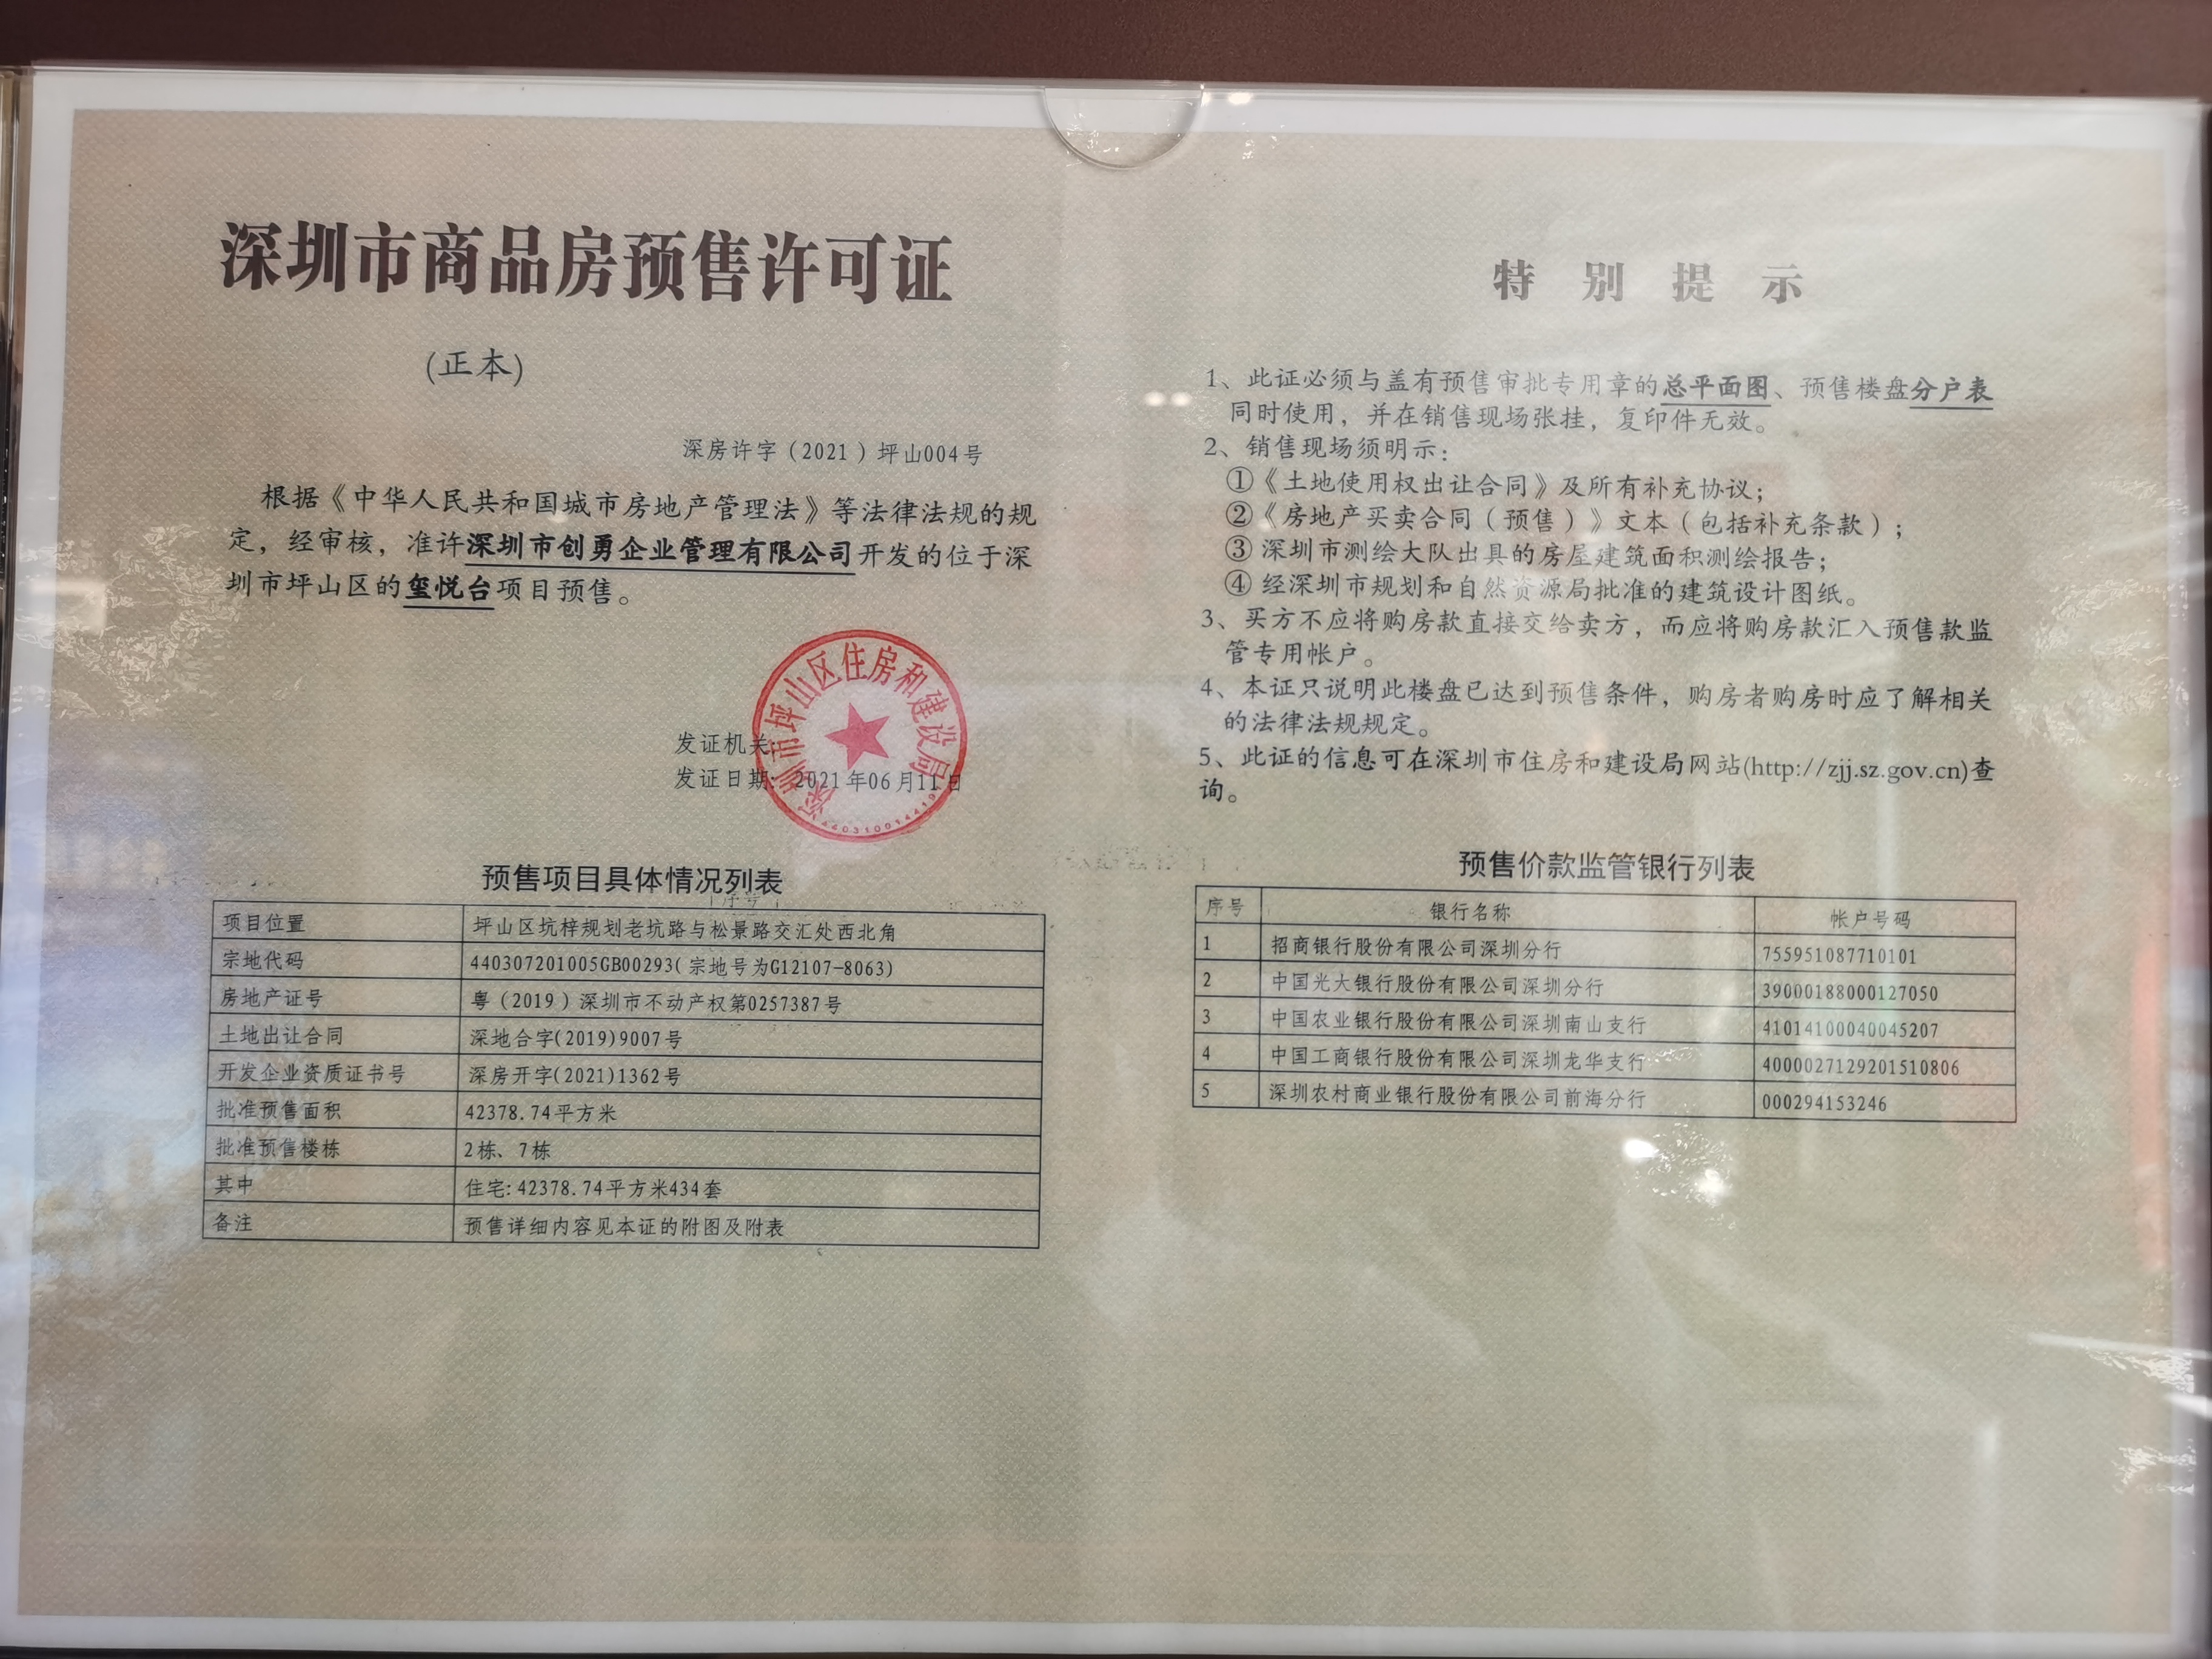 深圳市商品房预售许可证
(正本)
深房许字（2021）坪山004号
根据《中华人民共和国城市房地产管理法》等法律法规的规
定，经审核，准许深圳市创勇企业管理有限公司开发的位于深
圳市坪山区的玺悦台项目预售。
发证机关:
发证日期: 2021年06月11日
深圳市坪山区住房和建设局
预售项目具体情况列表
项目位置 坪山区坑梓规划老坑路与松景路交汇处西北角
宗地代码 440307201005GB00293(宗地号为G12107-8063)
房地产证号 粤（2019）深圳市不动产权第0257387号
土地出让合同 深地合字(2019)9007号
开发企业资质证书号 深房开字(2021)1362号
批准预售面积 42378.74平方米
批准预售楼栋 2栋、7栋
其中 住宅:42378.74平方米434套
备注 预售详细内容见本证的附图及附表
特别提示
1、此证必须与盖有预售审批专用章的总平面图、预售楼盘分户表
同时使用，并在销售现场张挂，复印件无效。
2、销售现场须明示：
①《土地使用权出让合同》及所有补充协议；
②《房地产买卖合同（预售）》文本（包括补充条款）；
③ 深圳市测绘大队出具的房屋建筑面积测绘报告；
④ 经深圳市规划和自然资源局批准的建筑设计图纸。
3、买方不应将购房款直接交给卖方，而应将购房款汇入预售款监
管专用帐户。
4、本证只说明此楼盘已达到预售条件，购房者购房时应了解相关
的法律法规规定。
5、此证的信息可在深圳市住房和建设局网站(http://zjj.sz.gov.cn)查
询。
预售价款监管银行列表
序号 银行名称 帐户号码
1 招商银行股份有限公司深圳分行 755951087710101
2 中国光大银行股份有限公司深圳分行 39000188000127050
3 中国农业银行股份有限公司深圳南山支行 41014100040045207
4 中国工商银行股份有限公司深圳龙华支行 4000027129201510806
5 深圳农村商业银行股份有限公司前海分行 000294153246